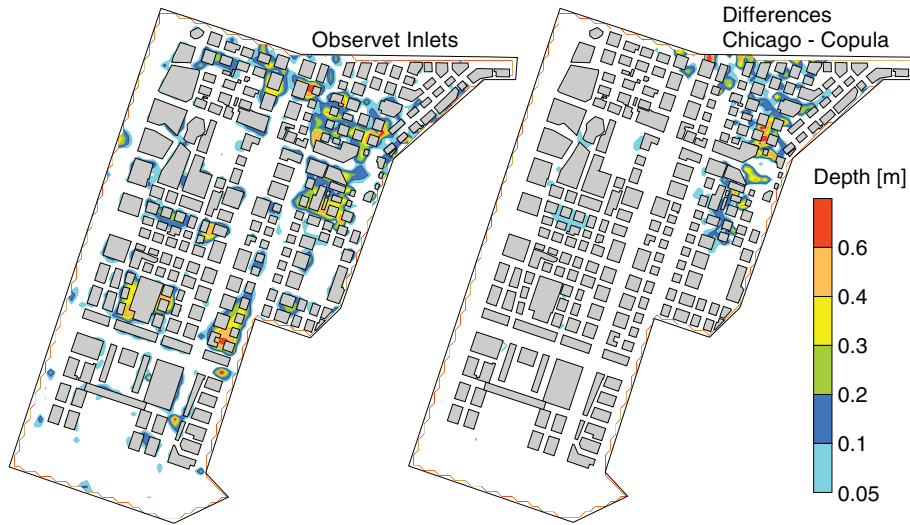 Observet Inlets
Differences
Chicago - Copula
Depth [m]
0.6
0.4
0.3
0.2
0.1
0.05